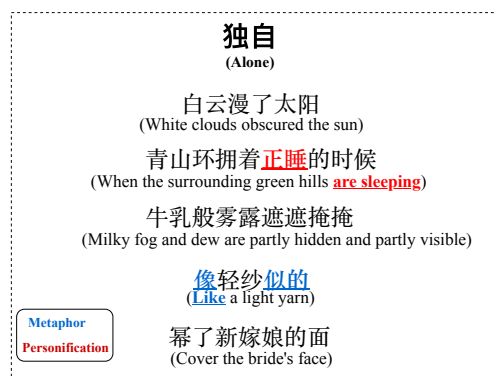 独自
(Alone)
白云漫了太阳
(White clouds obscured the sun)
青山环拥着正睡的时候
(When the surrounding green hills are sleeping)
牛乳般雾露遮遮掩掩
(Milky fog and dew are partly hidden and partly visible)
像轻纱似的
(Like a light yarn)
幂了新嫁娘的面
(Cover the bride's face)
Metaphor
Personification